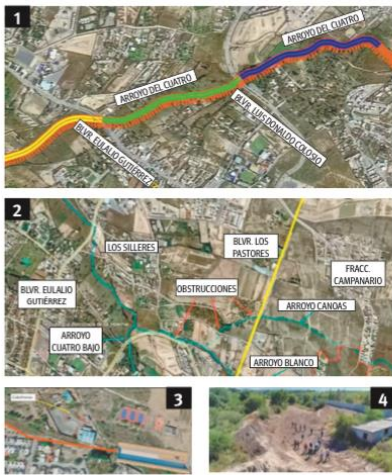 1
ARROYO DEL CUATRO
ARROYO DEL CUATRO
BLVR. EULALIO GUTIÉRREZ
BLVR. LUIS DONALDO COLOSIO
2
LOS SILLERES
BLVR. LOS
PASTORES
FRACC.
CAMPANARIO
BLVR. EULALIO
GUTIÉRREZ
OBSTRUCCIONES
ARROYO CANOAS
ARROYO
CUATRO BAJO
ARROYO BLANCO
3
4